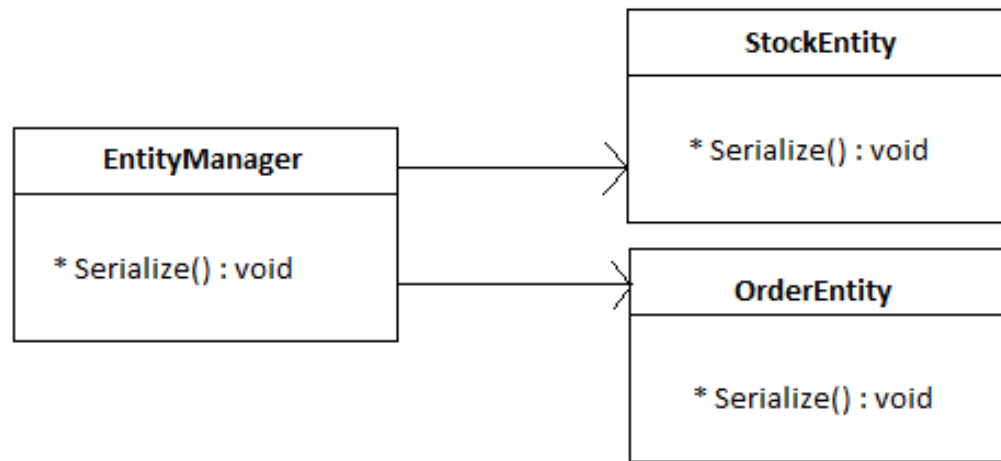 StockEntity
* Serialize() : void
EntityManager
* Serialize() : void
OrderEntity
* Serialize() : void